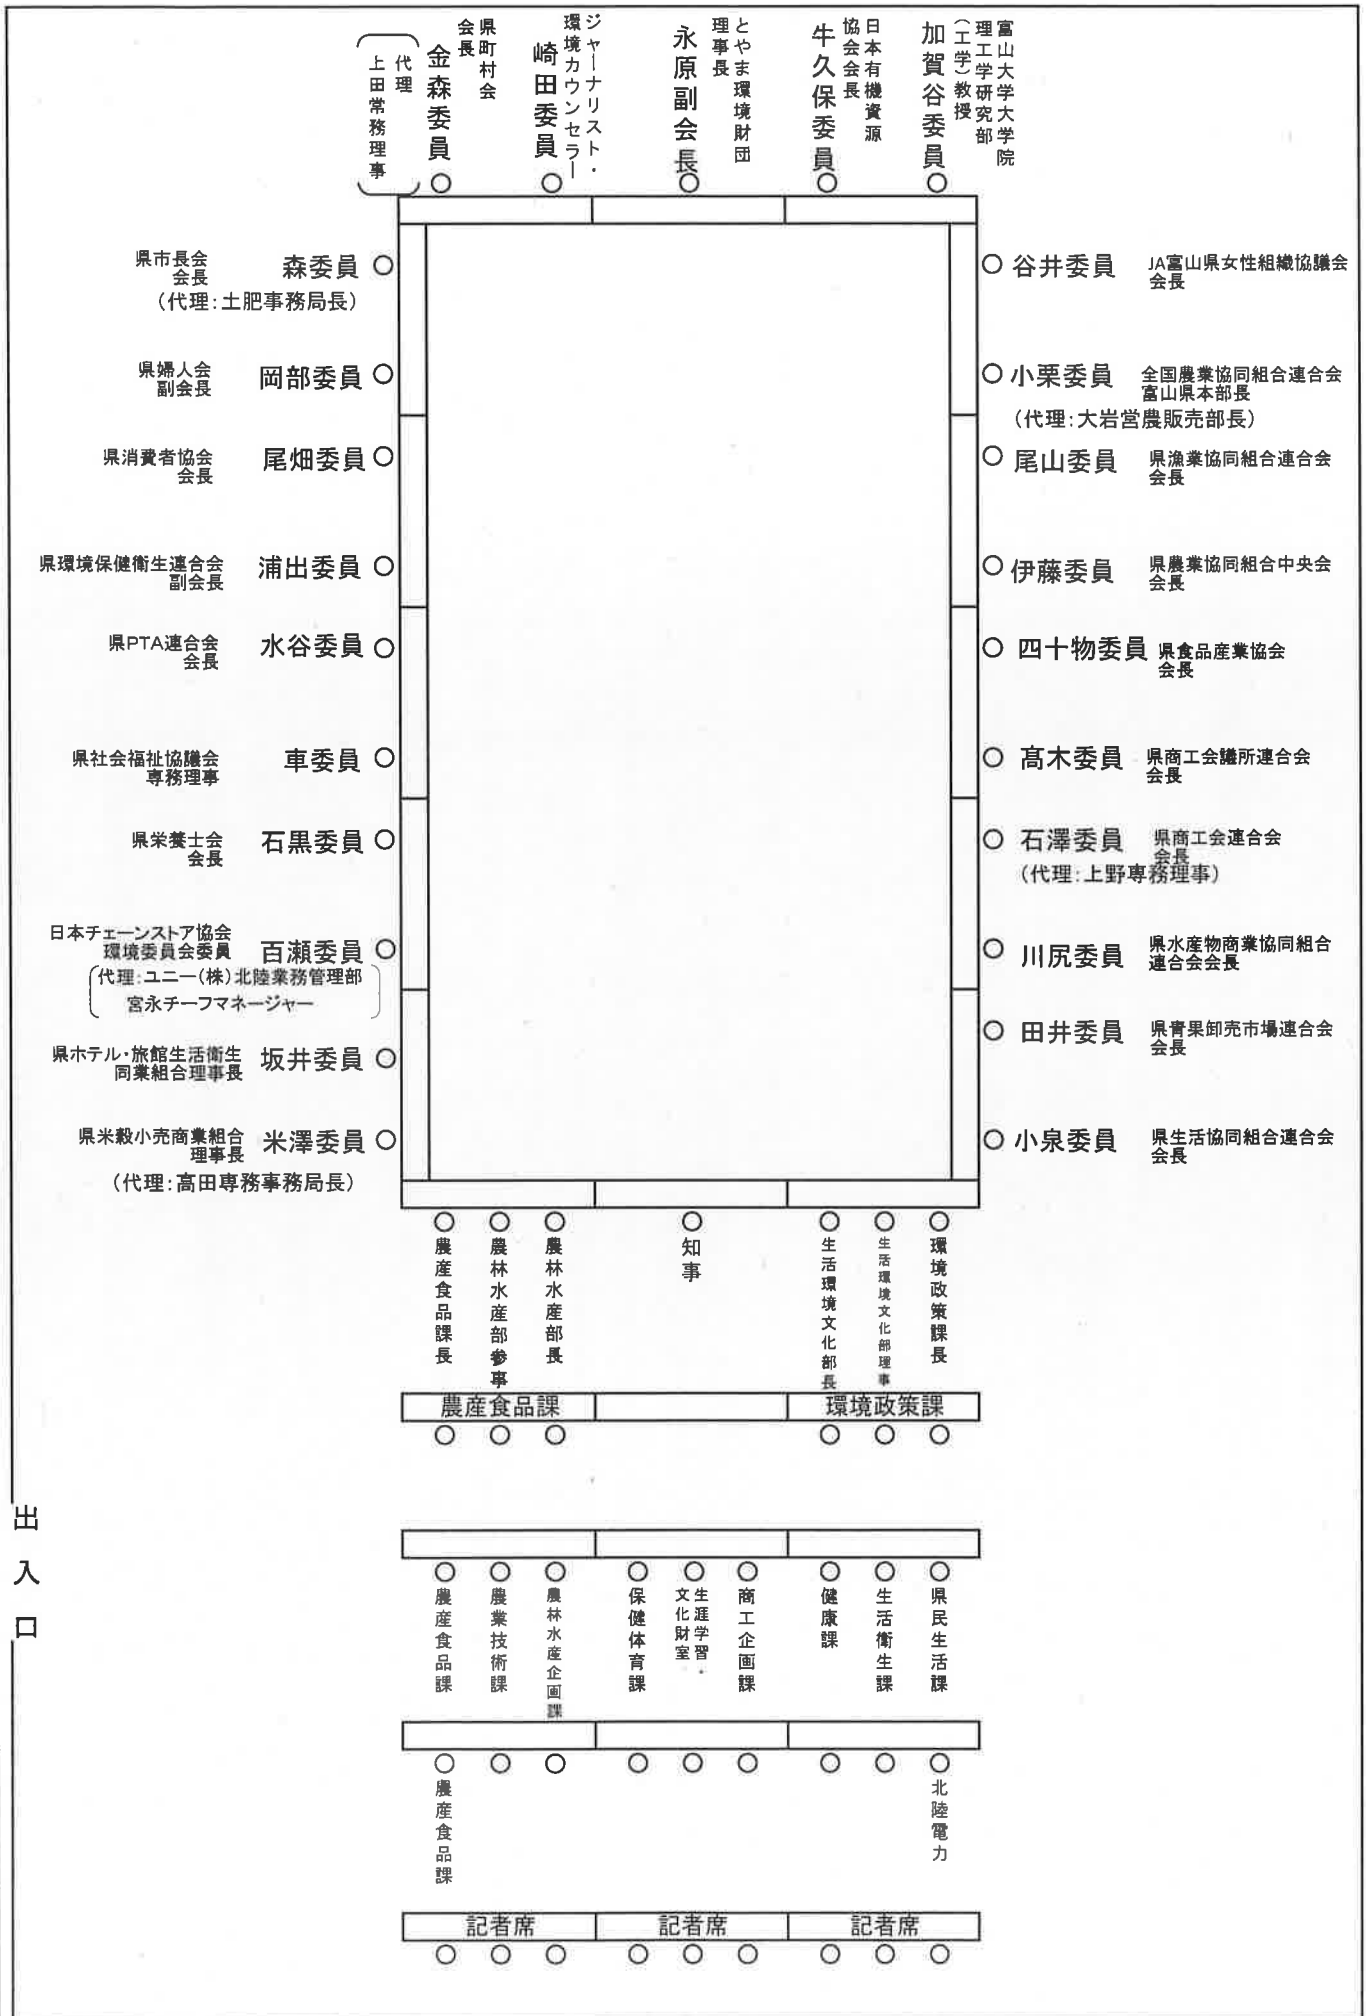 富山大学大学院
理工学研究部
(工学)教授
加賀谷委員
日本有機資源
協会会長
牛久保委員
とやま環境財団
理事長
永原副会長
ジャーナリスト・
環境カウンセラー
崎田委員
県町村会
会長
金森委員
代理
上田常務理事
県市長会
会長
森委員
(代理:土肥事務局長)
県婦人会
副会長
岡部委員
県消費者協会
会長
尾畑委員
県環境保健衛生連合会
副会長
浦出委員
県PTA連合会
会長
水谷委員
県社会福祉協議会
専務理事
車委員
県栄養士会
会長
石黒委員
日本チェーンストア協会
環境委員会委員
百瀬委員
代理:ユニー(株)北陸業務管理部
宮永チーフマネージャー
県ホテル・旅館生活衛生
同業組合理事長
坂井委員
県米穀小売商業組合
理事長
米澤委員
(代理:高田専務事務局長)
谷井委員
JA富山県女性組織協議会
会長
小栗委員
全国農業協同組合連合会
富山県本部長
(代理:大岩営農販売部長)
尾山委員
県漁業協同組合連合会
会長
伊藤委員
県農業協同組合中央会
会長
四十物委員
県食品産業協会
会長
髙木委員
県商工会議所連合会
会長
石澤委員
県商工会連合会
会長
(代理:上野専務理事)
川尻委員
県水産物商業協同組合
連合会会長
田井委員
県青果卸売市場連合会
会長
小泉委員
県生活協同組合連合会
会長
農産食品課長
農林水産部参事
農林水産部長
知事
生活環境文化部長
生活環境文化部理事
環境政策課長
農産食品課
環境政策課
出入口
農産食品課
農業技術課
農林水産企画課
保健体育課
生涯学習・
文化財室
商工企画課
健康課
生活衛生課
県民生活課
農産食品課
北陸電力
記者席
記者席
記者席